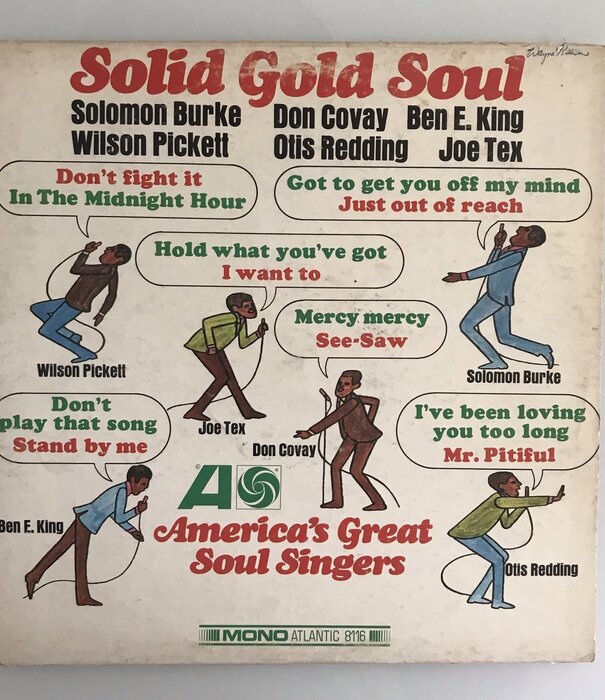 Solid Gold Soul
Solomon Burke Don Covay Ben E. King
Wilson Pickett Otis Redding Joe Tex
Don't fight it
In The Midnight Hour
Got to get you off my mind
Just out of reach
Hold what you've got
I want to
Mercy mercy
See-Saw
Wilson Pickett
Solomon Burke
Don't
play that song
Stand by me
Joe Tex
Don Covay
I've been loving
you too long
Mr. Pitiful
Ben E. King
A
America's Great
Soul Singers
Otis Redding
MONO ATLANTIC 8116